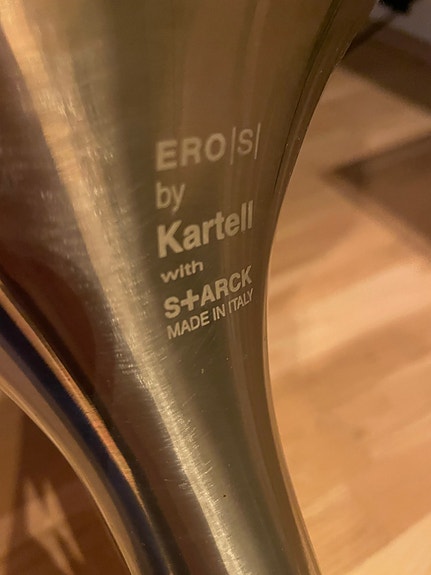 ERO|S|
by
Kartell
with
S+ARCK
MADE IN ITALY